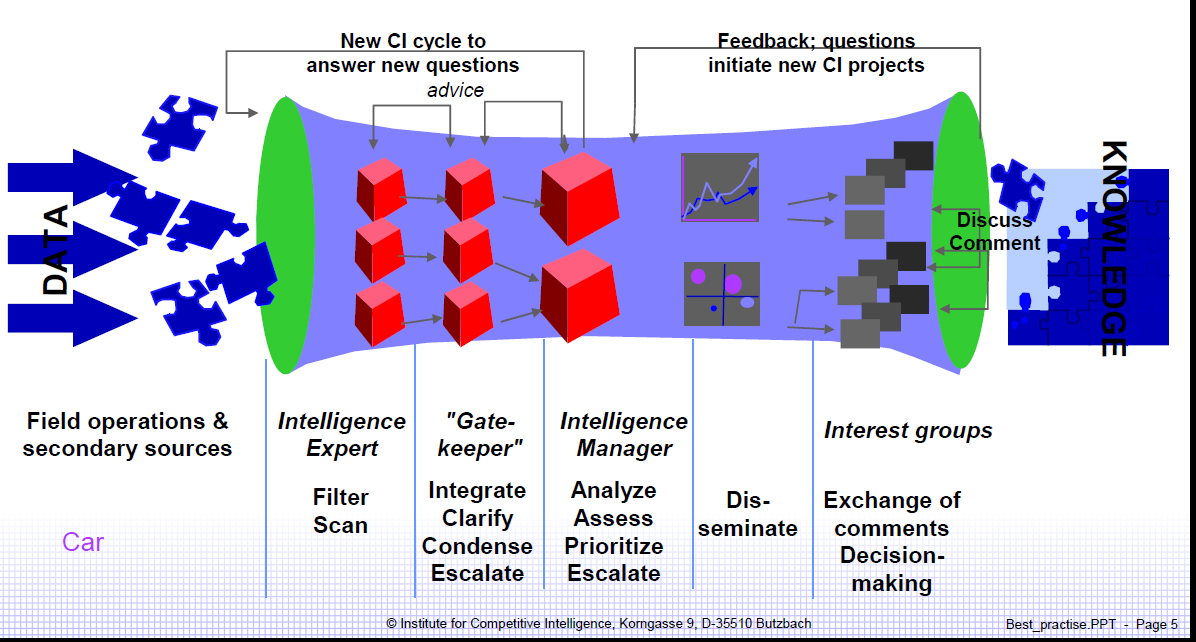 New CI cycle to
answer new questions
advice
Feedback; questions
initiate new CI projects
DATA
Discuss
Comment
KNOWLEDGE
Field operations &
secondary sources
Car
Intelligence
Expert
Filter
Scan
"Gate-
keeper"
Integrate
Clarify
Condense
Escalate
Intelligence
Manager
Analyze
Assess
Prioritize
Escalate
Dis-
seminate
Interest groups
Exchange of
comments
Decision-
making
© Institute for Competitive Intelligence, Korngasse 9, D-35510 Butzbach
Best_practise.PPT - Page 5